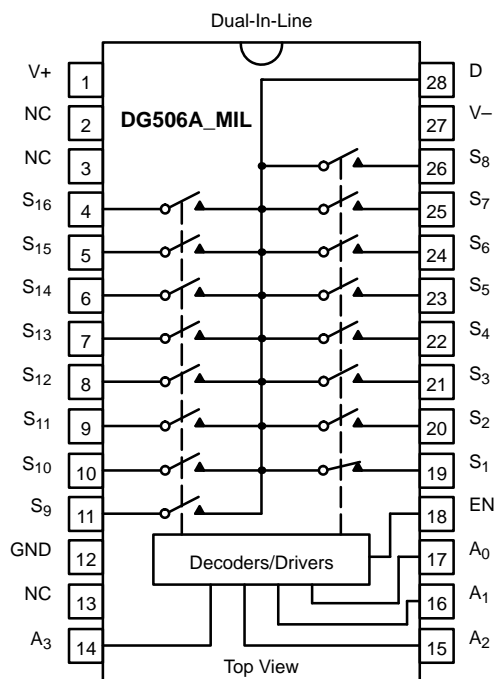 Dual-In-Line
DG506A_MIL
V+ 1 28 D
NC 2 27 V–
NC 3 26 S8
S16 4 25 S7
S15 5 24 S6
S14 6 23 S5
S13 7 22 S4
S12 8 21 S3
S11 9 20 S2
S10 10 19 S1
S9 11 18 EN
GND 12 17 A0
Decoders/Drivers
NC 13 16 A1
A3 14 15 A2
Top View